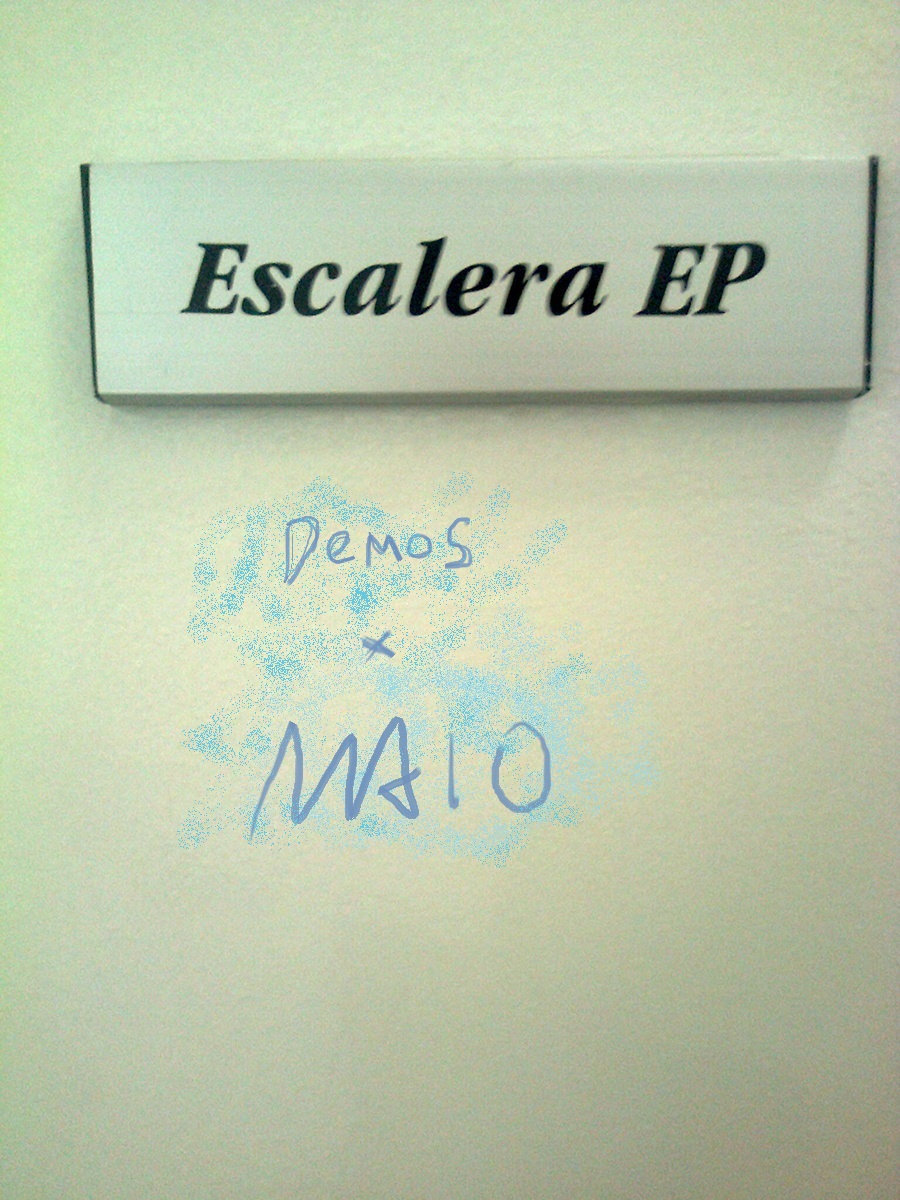 Escalera EP
Demos
x
MAIO